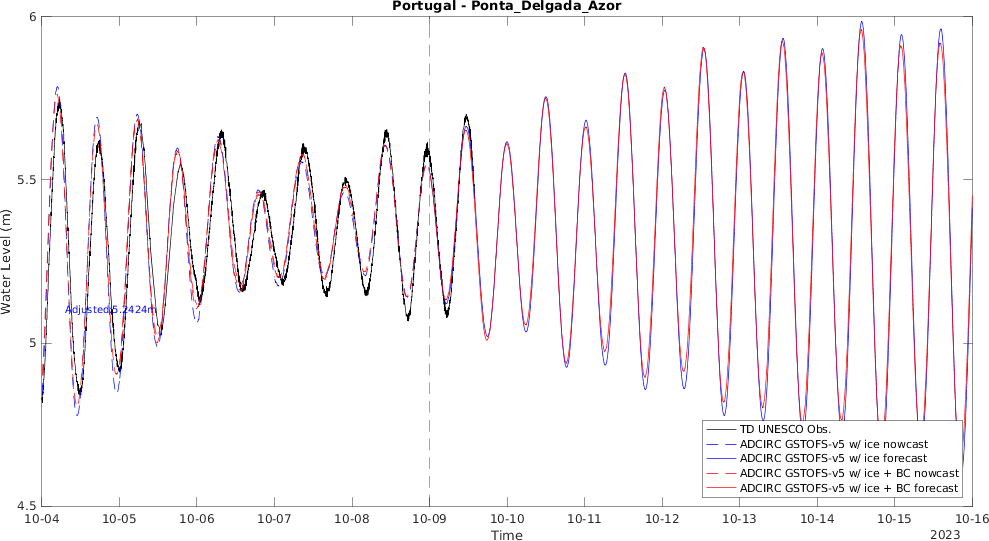 Portugal - Ponta_Delgada_Azor
6
5.5
5
4.5
Water Level (m)
Adjusted:5.2424m
TD UNESCO Obs.
ADCIRC GSTOFS-v5 w/ ice nowcast
ADCIRC GSTOFS-v5 w/ ice forecast
ADCIRC GSTOFS-v5 w/ ice + BC nowcast
ADCIRC GSTOFS-v5 w/ ice + BC forecast
10-04 10-05 10-06 10-07 10-08 10-09 10-10 10-11 10-12 10-13 10-14 10-15 10-16
Time
2023